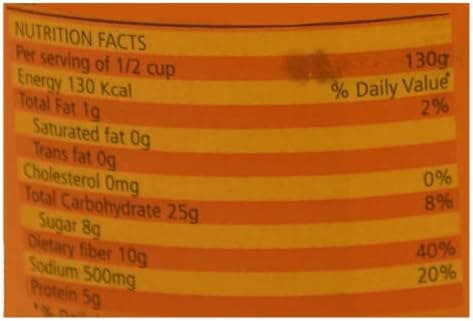 NUTRITION FACTS
Per serving of 1/2 cup 130g
Energy 130 Kcal % Daily Value*
Total Fat 1g 2%
Saturated fat 0g
Trans fat 0g
Cholesterol 0mg 0%
Total Carbohydrate 25g 8%
Sugar 8g
Dietary fiber 10g 40%
Sodium 500mg 20%
Protein 5g